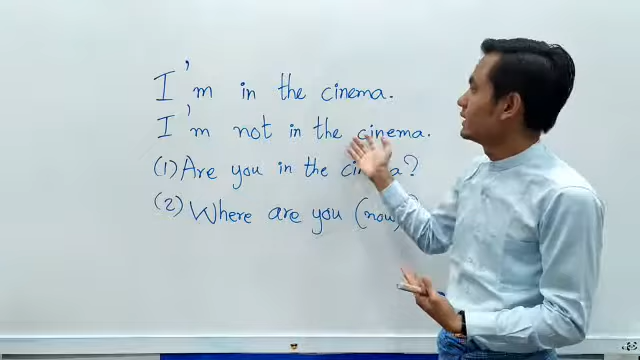 I'm in the cinema.
I'm not in the cinema.
(1) Are you in the cinema?
(2) Where are you (now)